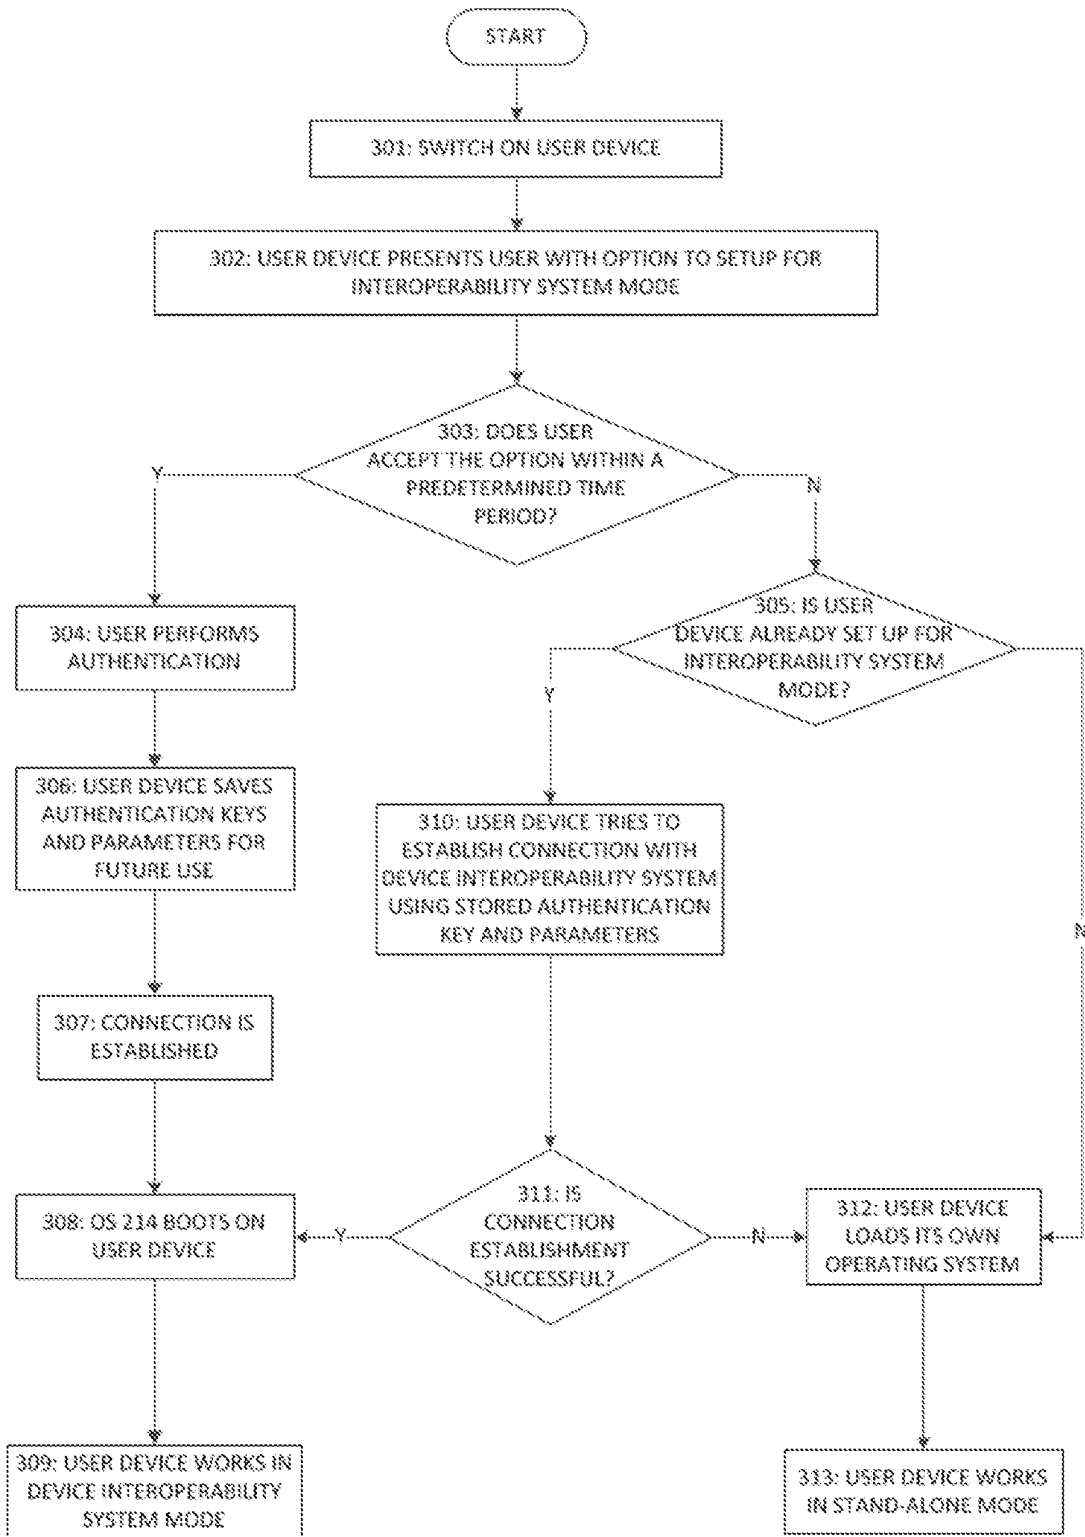 START
301: SWITCH ON USER DEVICE
302: USER DEVICE PRESENTS USER WITH OPTION TO SETUP FOR
INTEROPERABILITY SYSTEM MODE
303: DOES USER
ACCEPT THE OPTION WITHIN A
PREDETERMINED TIME
PERIOD?
Y
N
304: USER PERFORMS
AUTHENTICATION
305: IS USER
DEVICE ALREADY SET UP FOR
INTEROPERABILITY SYSTEM
MODE?
Y
N
306: USER DEVICE SAVES
AUTHENTICATION KEYS
AND PARAMETERS FOR
FUTURE USE
310: USER DEVICE TRIES TO
ESTABLISH CONNECTION WITH
DEVICE INTEROPERABILITY SYSTEM
USING STORED AUTHENTICATION
KEY AND PARAMETERS
307: CONNECTION IS
ESTABLISHED
308: OS 214 BOOTS ON
USER DEVICE
Y
311: IS
CONNECTION
ESTABLISHMENT
SUCCESSFUL?
N
312: USER DEVICE
LOADS ITS OWN
OPERATING SYSTEM
309: USER DEVICE WORKS IN
DEVICE INTEROPERABILITY
SYSTEM MODE
313: USER DEVICE WORKS
IN STAND-ALONE MODE